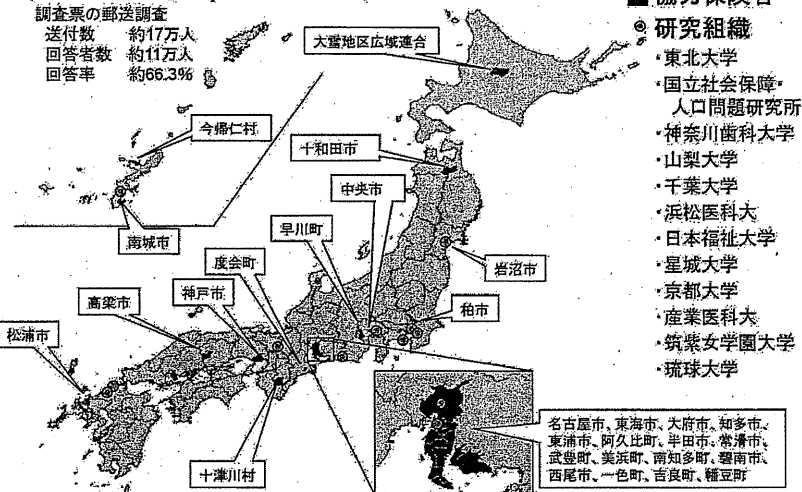 調査票の郵送調査
送付数 約17万人
回答者数 約11万人
回答率 約66.3%
協力保険者
研究組織
・東北大学
・国立社会保障・
人口問題研究所
・神奈川歯科大学
・山梨大学
・千葉大学
・浜松医科大
・日本福祉大学
・星城大学
・京都大学
・産業医科大
・筑紫女学園大学
・琉球大学
大雪地区広域連合
今帰仁村
十和田市
中央市
早川町
南城市
度会町
岩沼市
神戸市
高梁市
柏市
松浦市
十津川村
名古屋市、東海市、大府市、知多市、
東浦市、阿久比町、半田市、常滑市、
武豊町、美浜町、南知多町、碧南市、
西尾市、一色町、吉良町、幡豆町